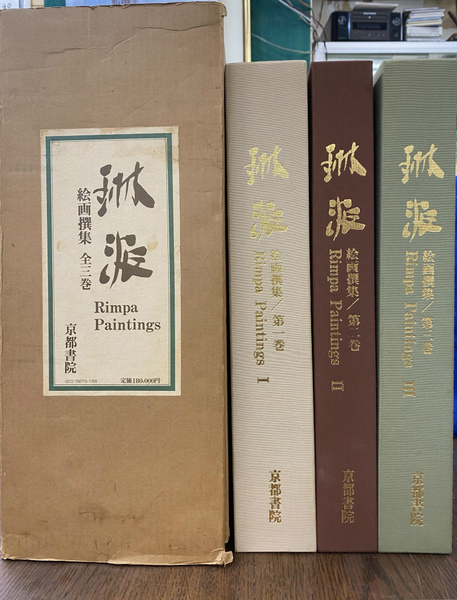 琳派
絵画撰集 全三巻
Rimpa
Paintings
京都書院
定価180.000円
琳派
絵画撰集/第一巻
Rimpa Paintings I
京都書院
琳派
絵画撰集/第二巻
Rimpa Paintings II
京都書院
琳派
絵画撰集/第三巻
Rimpa Paintings III
京都書院